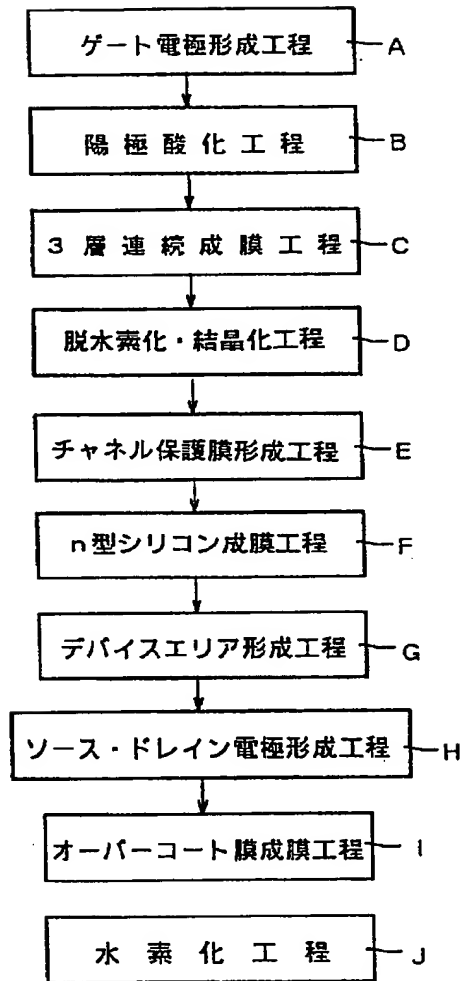 ゲート電極形成工程 A
陽極酸化工程 B
3層連続成膜工程 C
脱水素化・結晶化工程 D
チャネル保護膜形成工程 E
n型シリコン成膜工程 F
デバイスエリア形成工程 G
ソース・ドレイン電極形成工程 H
オーバーコート膜成膜工程 I
水素化工程 J